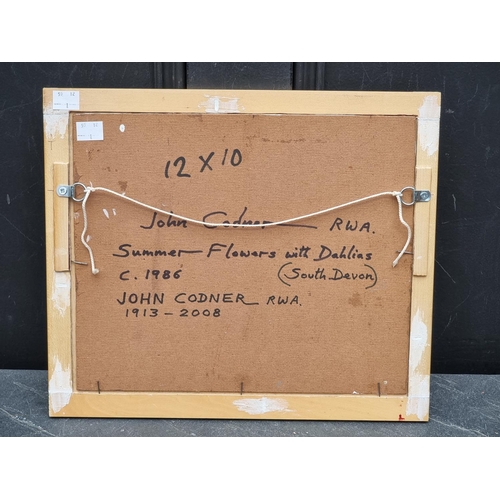 12 X 10
John Codner RWA.
Summer Flowers with Dahlias
C. 1986 (South Devon)
JOHN CODNER RWA.
1913 - 2008